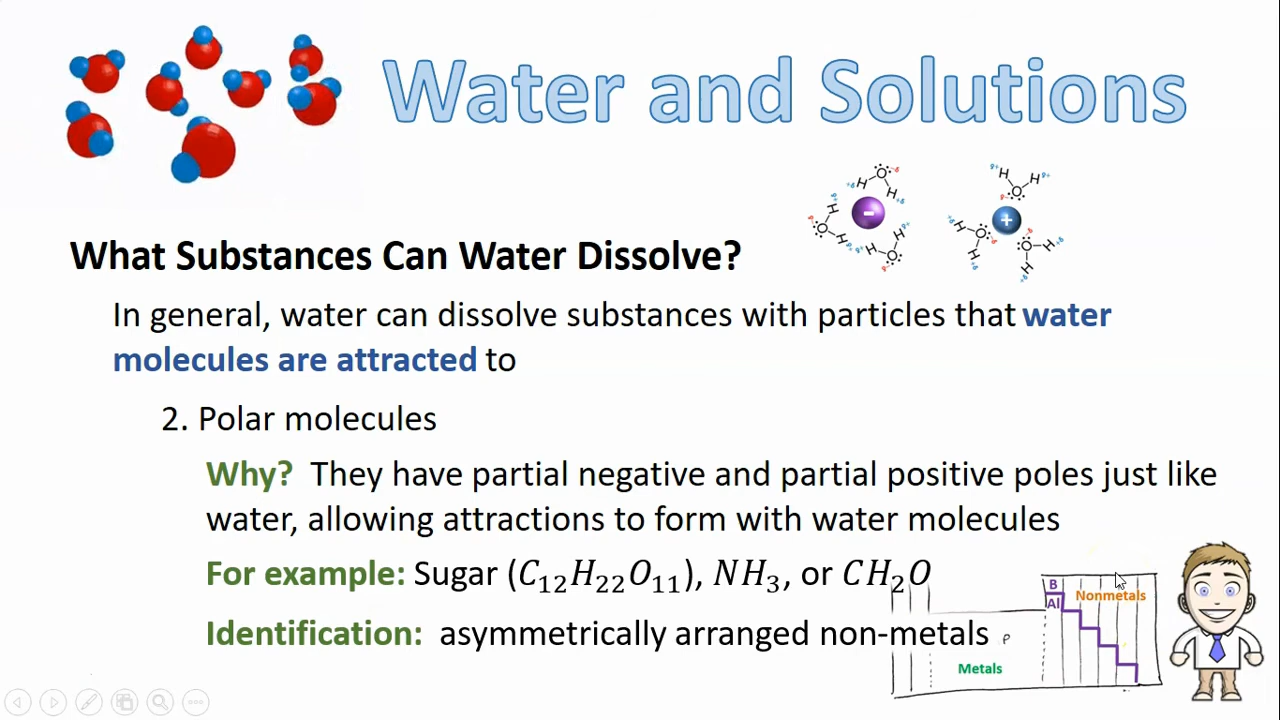 Water and Solutions
What Substances Can Water Dissolve?
In general, water can dissolve substances with particles that water
molecules are attracted to
2. Polar molecules
Why? They have partial negative and partial positive poles just like
water, allowing attractions to form with water molecules
For example: Sugar (C₁₂H₂₂O₁₁), NH₃, or CH₂O
Identification: asymmetrically arranged non-metals
B
Al
Nonmetals
Metals